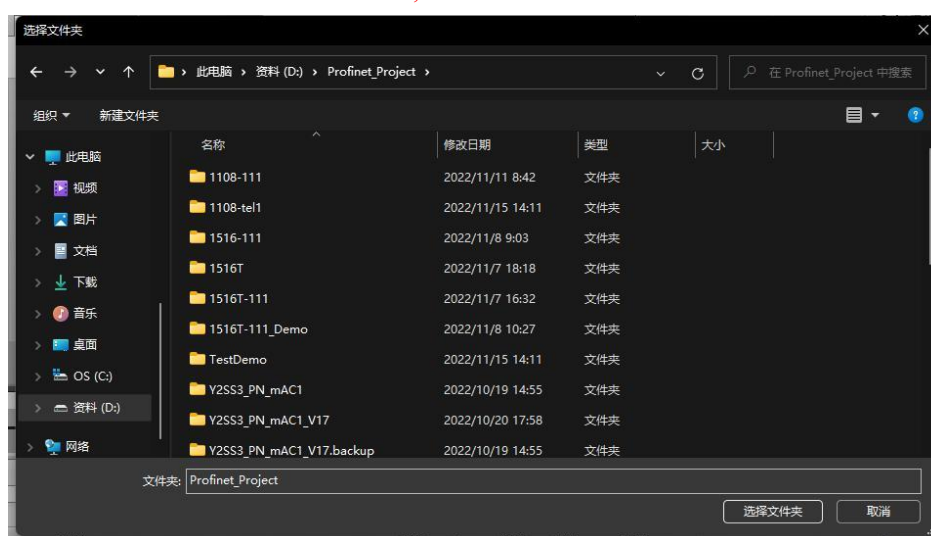 选择文件夹
此电脑 › 资料 (D:) › Profinet_Project ›
在 Profinet_Project 中搜索
组织 新建文件夹
名称 修改日期 类型 大小
此电脑
视频
图片
文档
下载
音乐
桌面
OS (C:)
资料 (D:)
网络
1108-111 2022/11/11 8:42 文件夹
1108-tel1 2022/11/15 14:11 文件夹
1516-111 2022/11/8 9:03 文件夹
1516T 2022/11/7 18:18 文件夹
1516T-111 2022/11/7 16:32 文件夹
1516T-111_Demo 2022/11/8 10:27 文件夹
TestDemo 2022/11/15 14:11 文件夹
Y2SS3_PN_mAC1 2022/10/19 14:55 文件夹
Y2SS3_PN_mAC1_V17 2022/10/20 17:58 文件夹
Y2SS3_PN_mAC1_V17.backup 2022/10/19 14:55 文件夹
文件夹: Profinet_Project
选择文件夹 取消